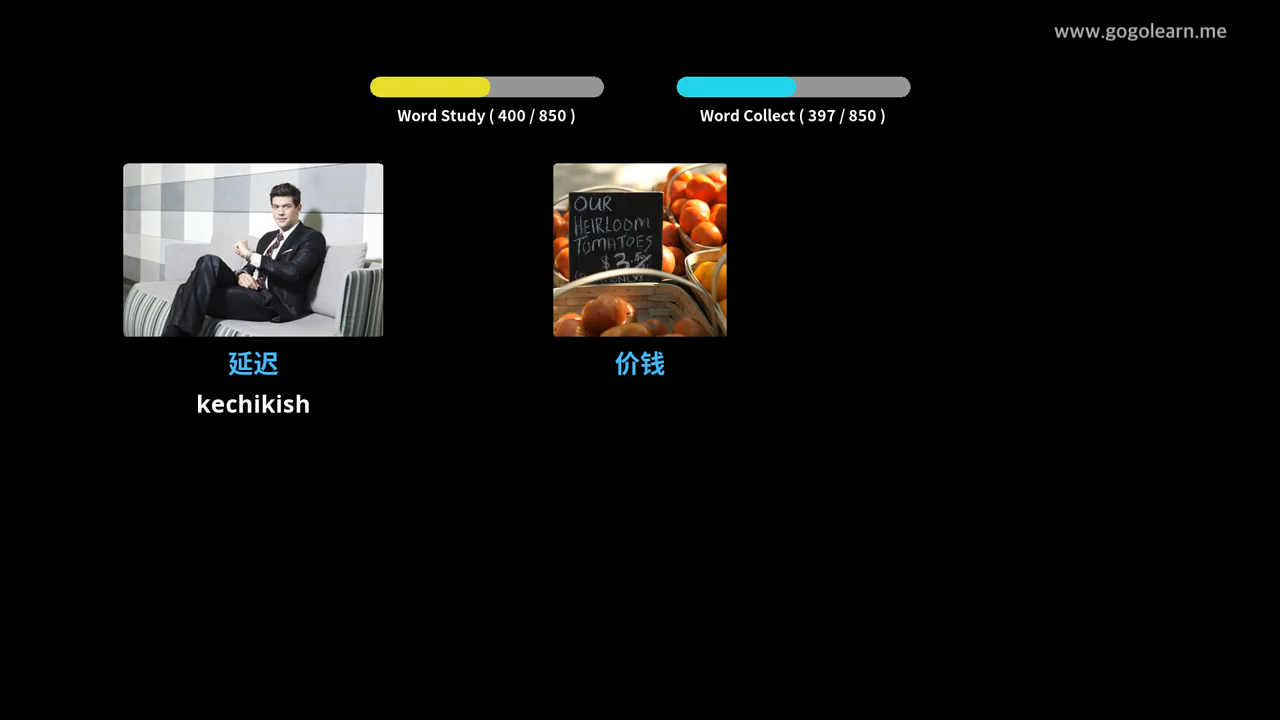 www.gogolearn.me
Word Study ( 400 / 850 )
Word Collect ( 397 / 850 )
OUR
HEIRLOOM
TOMATOES
延迟
价钱
kechikish